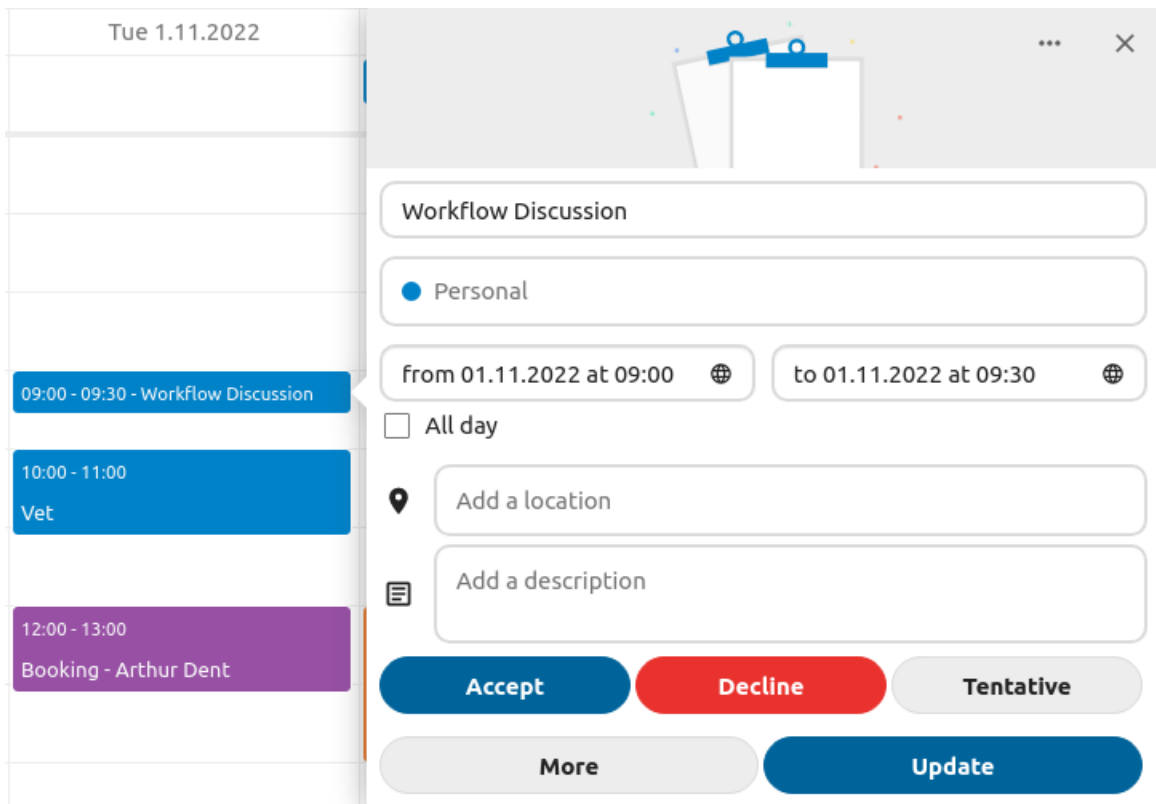 Tue 1.11.2022
09:00 - 09:30 - Workflow Discussion
10:00 - 11:00
Vet
12:00 - 13:00
Booking - Arthur Dent
Workflow Discussion
Personal
from 01.11.2022 at 09:00
to 01.11.2022 at 09:30
All day
Add a location
Add a description
Accept
Decline
Tentative
More
Update